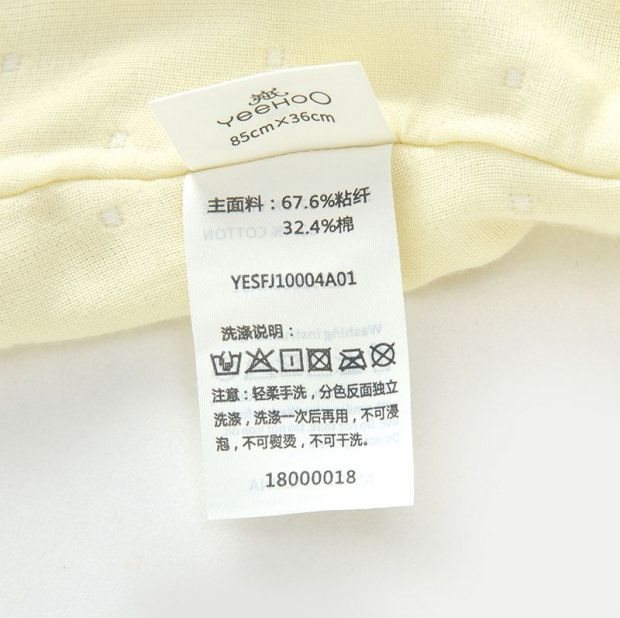 YeeHoO
85cm×36cm
主面料：67.6%粘纤
32.4%棉
YESFJ10004A01
洗涤说明：
注意：轻柔手洗，分色反面独立
洗涤，洗涤一次后再用，不可浸
泡，不可熨烫，不可干洗。
18000018